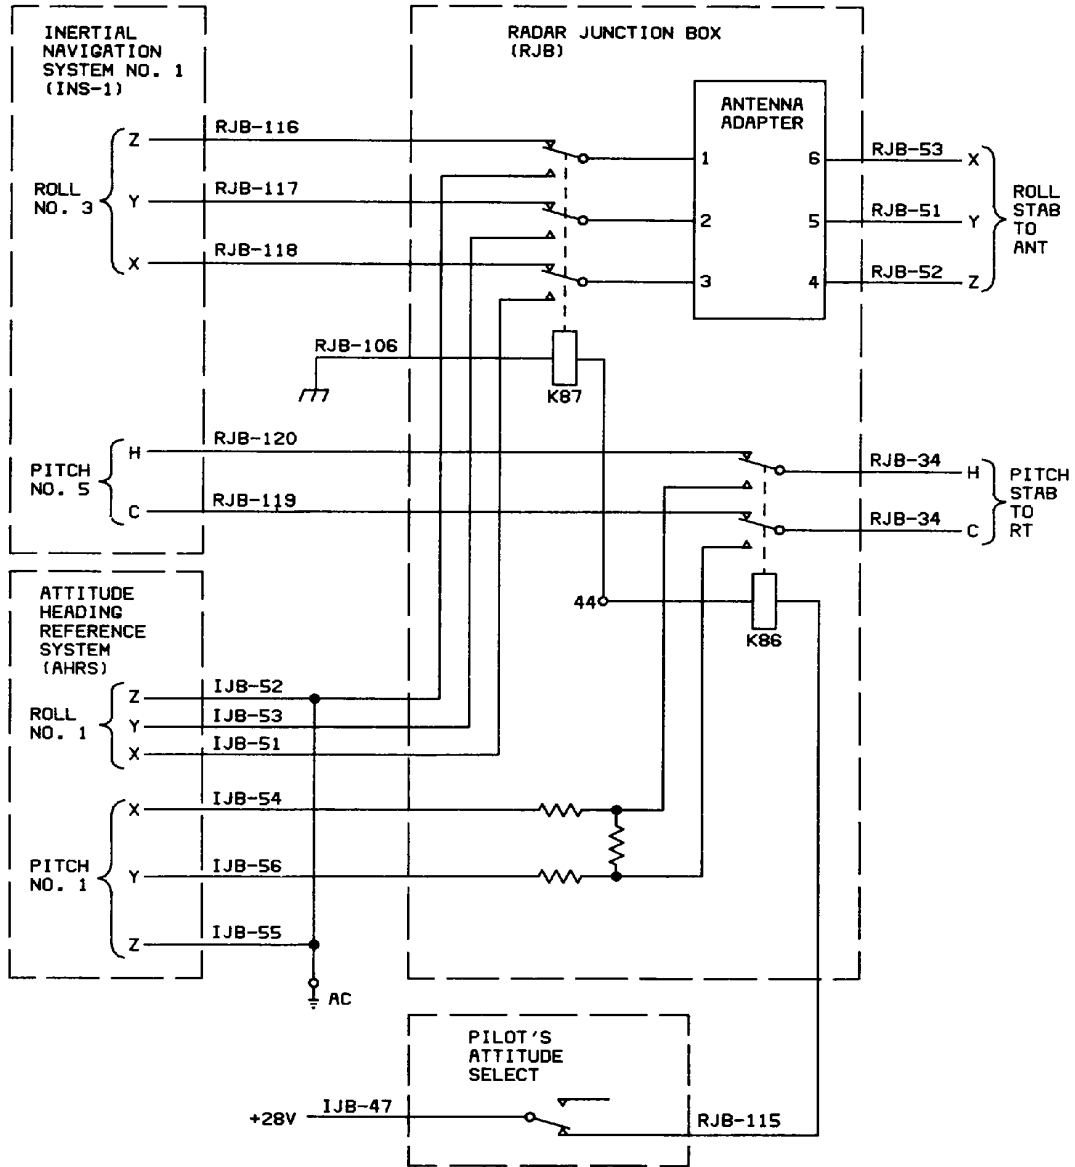 INERTIAL
NAVIGATION
SYSTEM NO. 1
(INS-1)
RADAR JUNCTION BOX
(RJB)
ANTENNA
ADAPTER
ROLL
NO. 3
Z
RJB-116
Y
RJB-117
X
RJB-118
1
2
3
6
5
4
RJB-53
X
RJB-51
Y
RJB-52
Z
ROLL
STAB
TO
ANT
RJB-106
K87
PITCH
NO. 5
H
RJB-120
C
RJB-119
RJB-34
H
RJB-34
C
PITCH
STAB
TO
RT
44
K86
ATTITUDE
HEADING
REFERENCE
SYSTEM
(AHRS)
ROLL
NO. 1
Z
IJB-52
Y
IJB-53
X
IJB-51
PITCH
NO. 1
X
IJB-54
Y
IJB-56
Z
IJB-55
AC
PILOT'S
ATTITUDE
SELECT
+28V
IJB-47
RJB-115